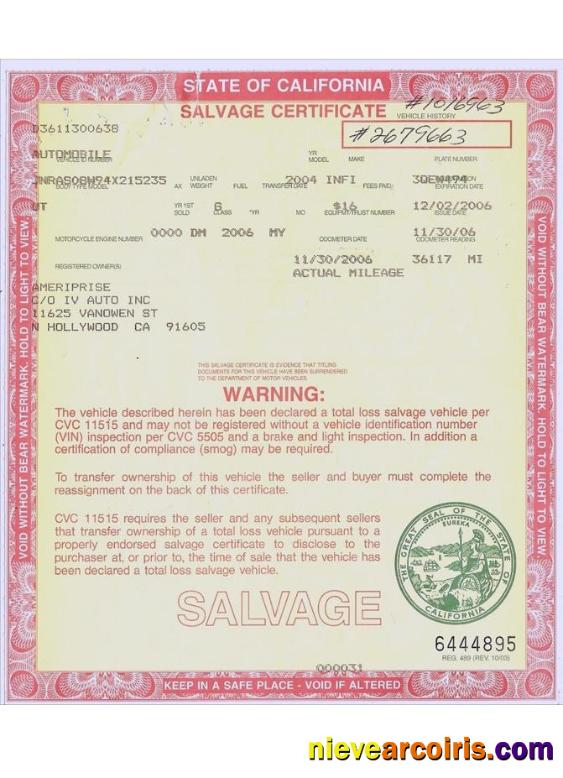 STATE OF CALIFORNIA
SALVAGE CERTIFICATE
#1016963
VEHICLE HISTORY
#2679663
D3611300638
AUTOMOBILE
VEHICLE ID NUMBER YR MODEL MAKE PLATE NUMBER
JNRAS08W94X215235 2004 INFI
BODY TYPE MODEL AX UNLADEN WEIGHT FUEL TRANSFER DATE FEES PAID EXPIRATION DATE
UT G $16 12/02/2006
YR 1ST SOLD CLASS *YR MO EQUIPMT/TRUST NUMBER ISSUE DATE
0000 DM 2006 MY 11/30/06
MOTORCYCLE ENGINE NUMBER ODOMETER DATE ODOMETER READING
11/30/2006 36117 MI
ACTUAL MILEAGE
REGISTERED OWNER(S)
AMERIPRISE
C/O IV AUTO INC
11625 VANOWEN ST
N HOLLYWOOD CA 91605
THIS SALVAGE CERTIFICATE IS EVIDENCE THAT TITLING
DOCUMENTS FOR THIS VEHICLE HAVE BEEN SURRENDERED
TO THE DEPARTMENT OF MOTOR VEHICLES.
WARNING:
The vehicle described herein has been declared a total loss salvage vehicle per
CVC 11515 and may not be registered without a vehicle identification number
(VIN) inspection per CVC 5505 and a brake and light inspection. In addition a
certification of compliance (smog) may be required.
To transfer ownership of this vehicle the seller and buyer must complete the
reassignment on the back of this certificate.
CVC 11515 requires the seller and any subsequent sellers
that transfer ownership of a total loss vehicle pursuant to a
properly endorsed salvage certificate to disclose to the
purchaser at, or prior to, the time of sale that the vehicle has
been declared a total loss salvage vehicle.
THE GREAT SEAL OF THE STATE OF CALIFORNIA
EUREKA
SALVAGE
6444895
REG. 489 (REV. 10/03)
000031
KEEP IN A SAFE PLACE - VOID IF ALTERED
VOID WITHOUT BEAR WATERMARK. HOLD TO LIGHT TO VIEW
VOID WITHOUT BEAR WATERMARK. HOLD TO LIGHT TO VIEW
nievearcoiris.com